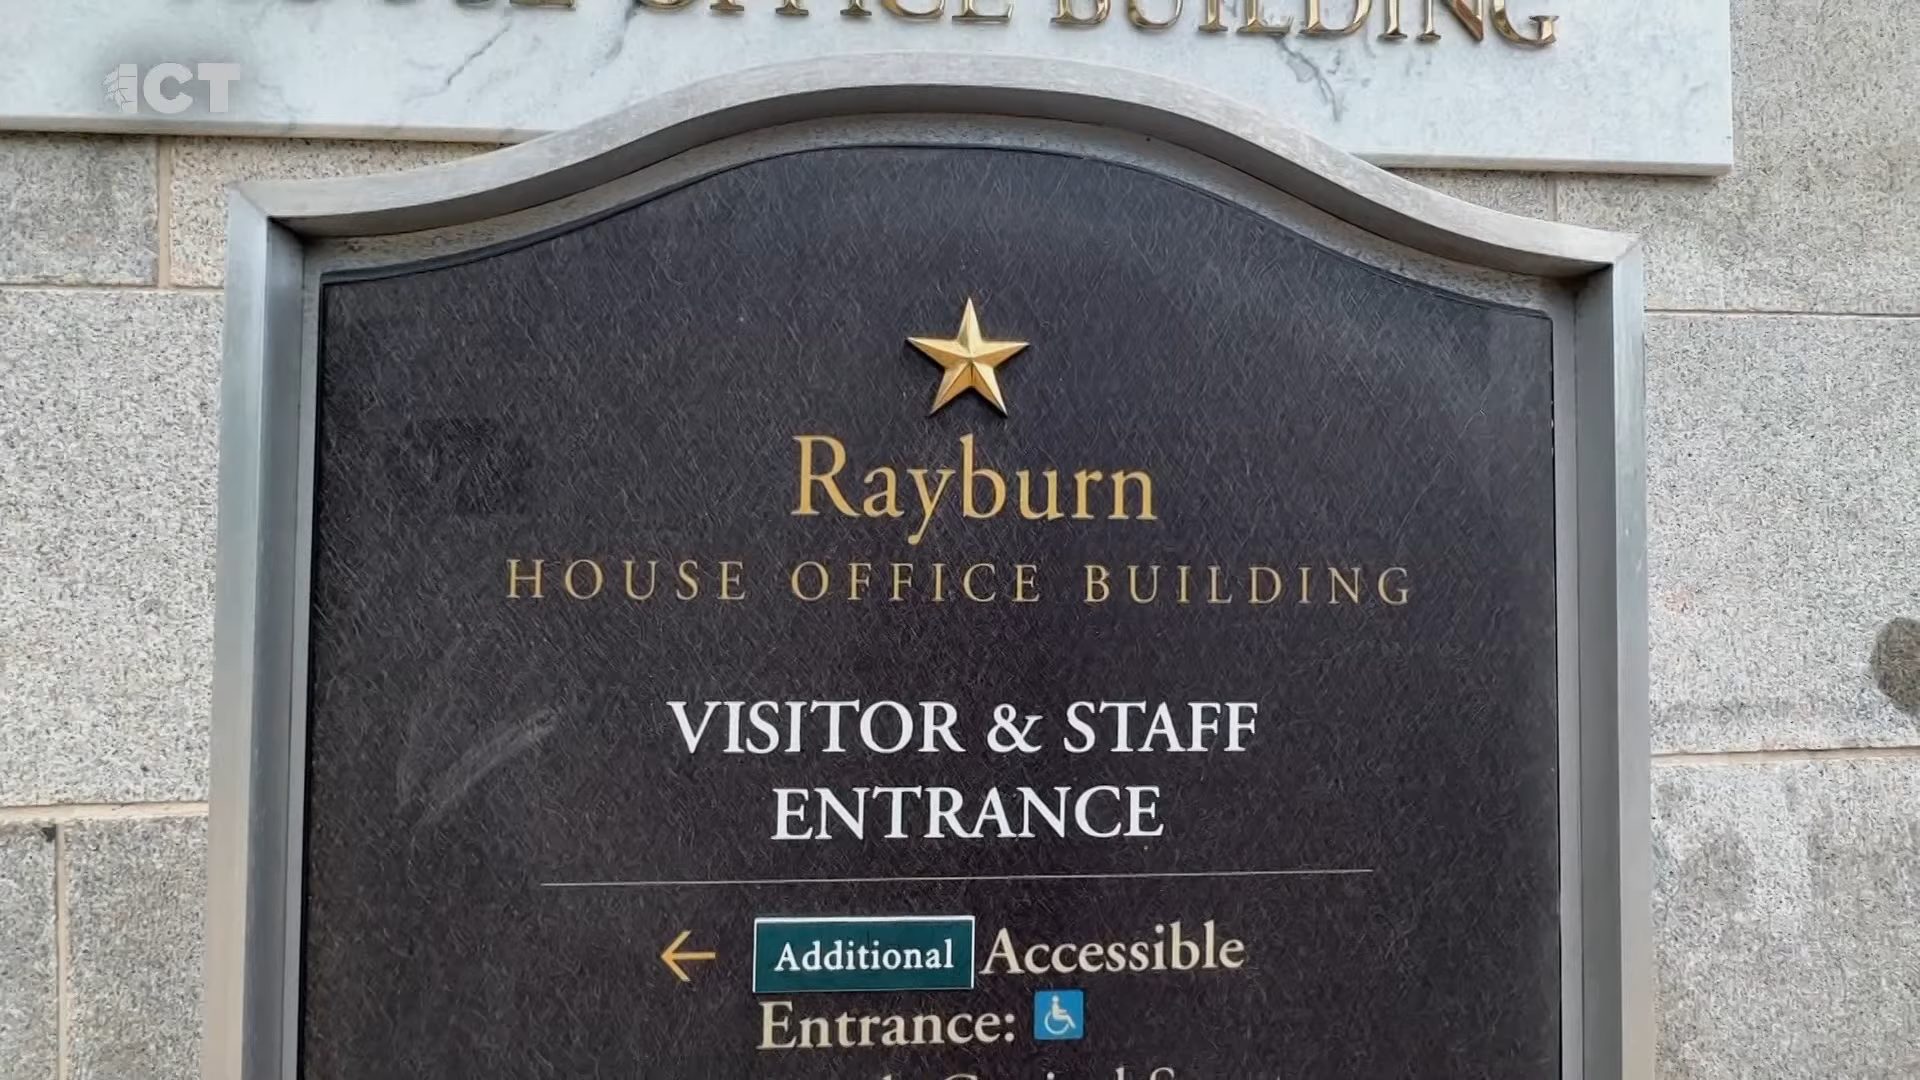 OFFICE BUILDING
ICT
Rayburn
HOUSE OFFICE BUILDING
VISITOR & STAFF
ENTRANCE
← Additional Accessible
Entrance: